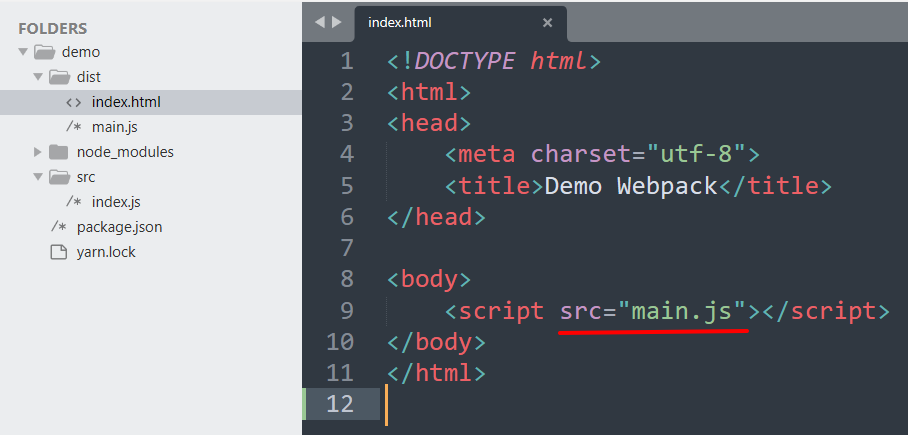 FOLDERS
demo
dist
<> index.html
/* main.js
node_modules
src
/* index.js
/* package.json
yarn.lock
index.html ×
1 <!DOCTYPE html>
2 <html>
3 <head>
4 <meta charset="utf-8">
5 <title>Demo Webpack</title>
6 </head>
7
8 <body>
9 <script src="main.js"></script>
10 </body>
11 </html>
12